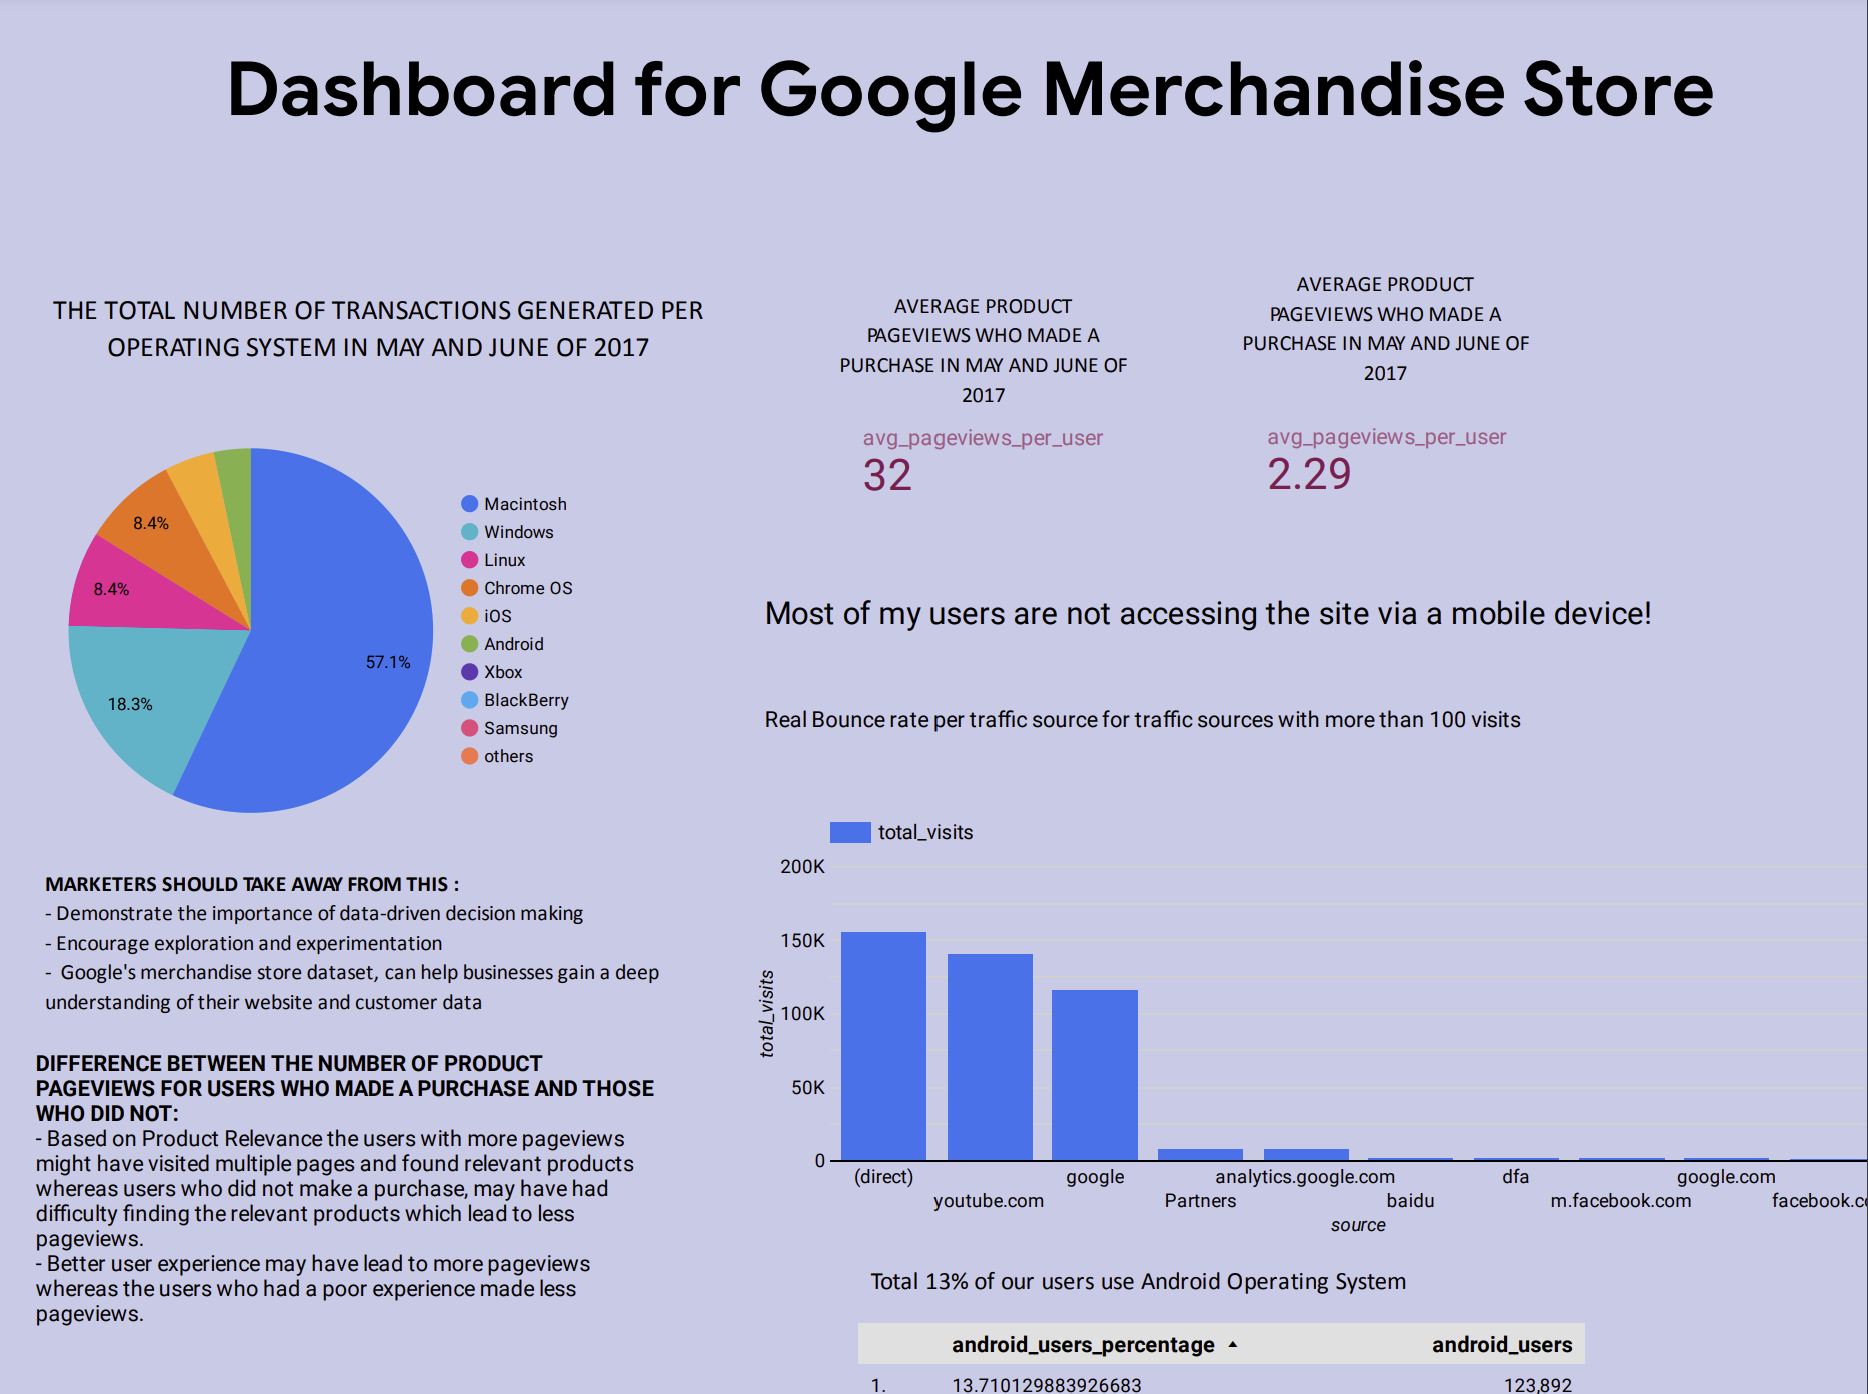 Dashboard for Google Merchandise Store
THE TOTAL NUMBER OF TRANSACTIONS GENERATED PER
OPERATING SYSTEM IN MAY AND JUNE OF 2017
57.1%
18.3%
8.4%
8.4%
Macintosh
Windows
Linux
Chrome OS
iOS
Android
Xbox
BlackBerry
Samsung
others
MARKETERS SHOULD TAKE AWAY FROM THIS :
- Demonstrate the importance of data-driven decision making
- Encourage exploration and experimentation
- Google's merchandise store dataset, can help businesses gain a deep
understanding of their website and customer data
DIFFERENCE BETWEEN THE NUMBER OF PRODUCT
PAGEVIEWS FOR USERS WHO MADE A PURCHASE AND THOSE
WHO DID NOT:
- Based on Product Relevance the users with more pageviews
might have visited multiple pages and found relevant products
whereas users who did not make a purchase, may have had
difficulty finding the relevant products which lead to less
pageviews.
- Better user experience may have lead to more pageviews
whereas the users who had a poor experience made less
pageviews.
AVERAGE PRODUCT
PAGEVIEWS WHO MADE A
PURCHASE IN MAY AND JUNE OF
2017
avg_pageviews_per_user
32
AVERAGE PRODUCT
PAGEVIEWS WHO MADE A
PURCHASE IN MAY AND JUNE OF
2017
avg_pageviews_per_user
2.29
Most of my users are not accessing the site via a mobile device!
Real Bounce rate per traffic source for traffic sources with more than 100 visits
total_visits
200K
150K
100K
50K
0
total_visits
(direct)
youtube.com
google
Partners
analytics.google.com
baidu
dfa
m.facebook.com
google.com
facebook.co
source
Total 13% of our users use Android Operating System
android_users_percentage android_users
1. 13.710129883926683 123,892